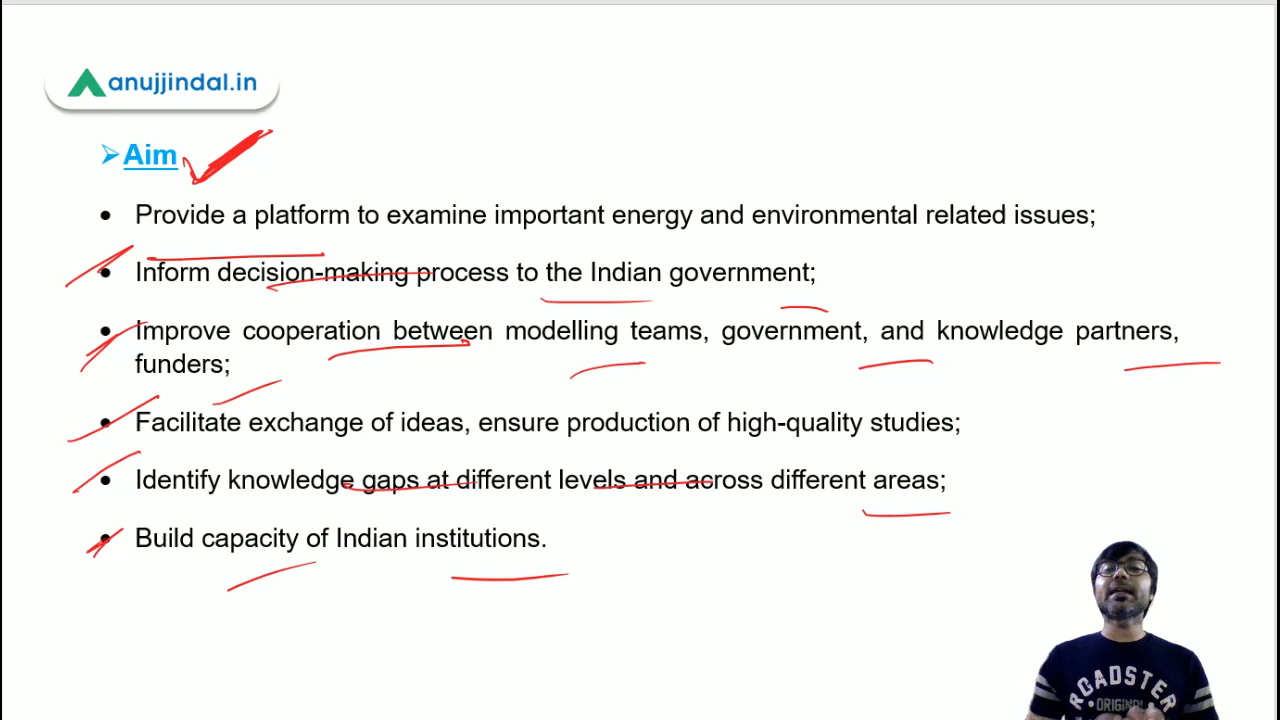 anujjindal.in
➢Aim
• Provide a platform to examine important energy and environmental related issues;
• Inform decision-making process to the Indian government;
• Improve cooperation between modelling teams, government, and knowledge partners,
funders;
• Facilitate exchange of ideas, ensure production of high-quality studies;
• Identify knowledge gaps at different levels and across different areas;
• Build capacity of Indian institutions.
ROADSTER
• ORIGINAL